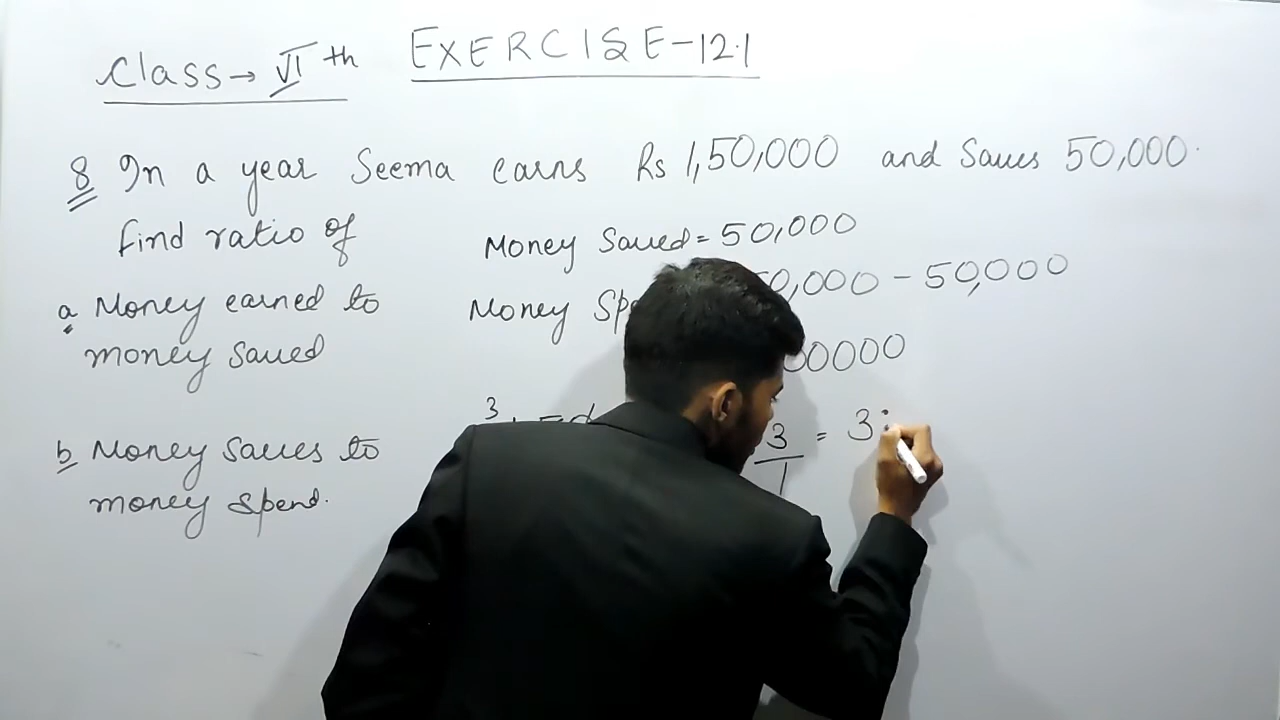 Class → VI th
EXERCISE-12.1
8 In a year Seema earns Rs 1,50,000 and Saves 50,000.
find ratio of
a Money earned to
money saved
b Money Saves to
money spend.
Money Saved = 50,000
Money 50,000 - 50,000
00000
3
3
1
= 3: